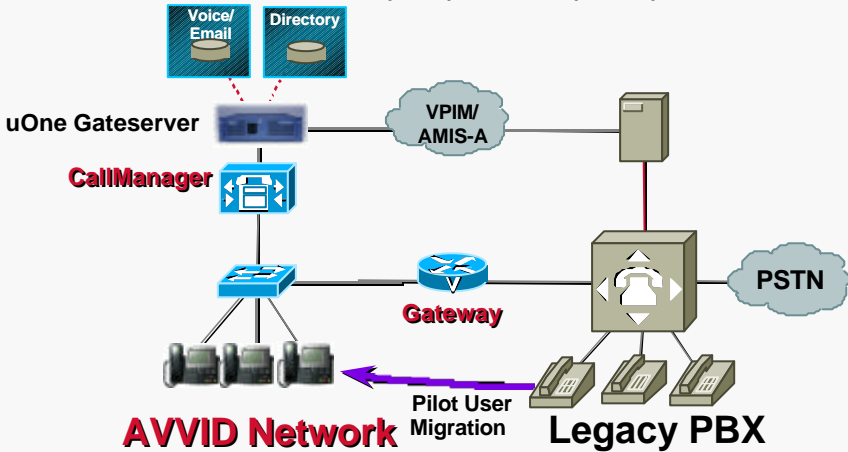 Voice/
Email
Directory
uOne Gateserver
VPIM/
AMIS-A
CallManager
PSTN
V
Gateway
Pilot User
Migration
AVVID Network
Legacy PBX